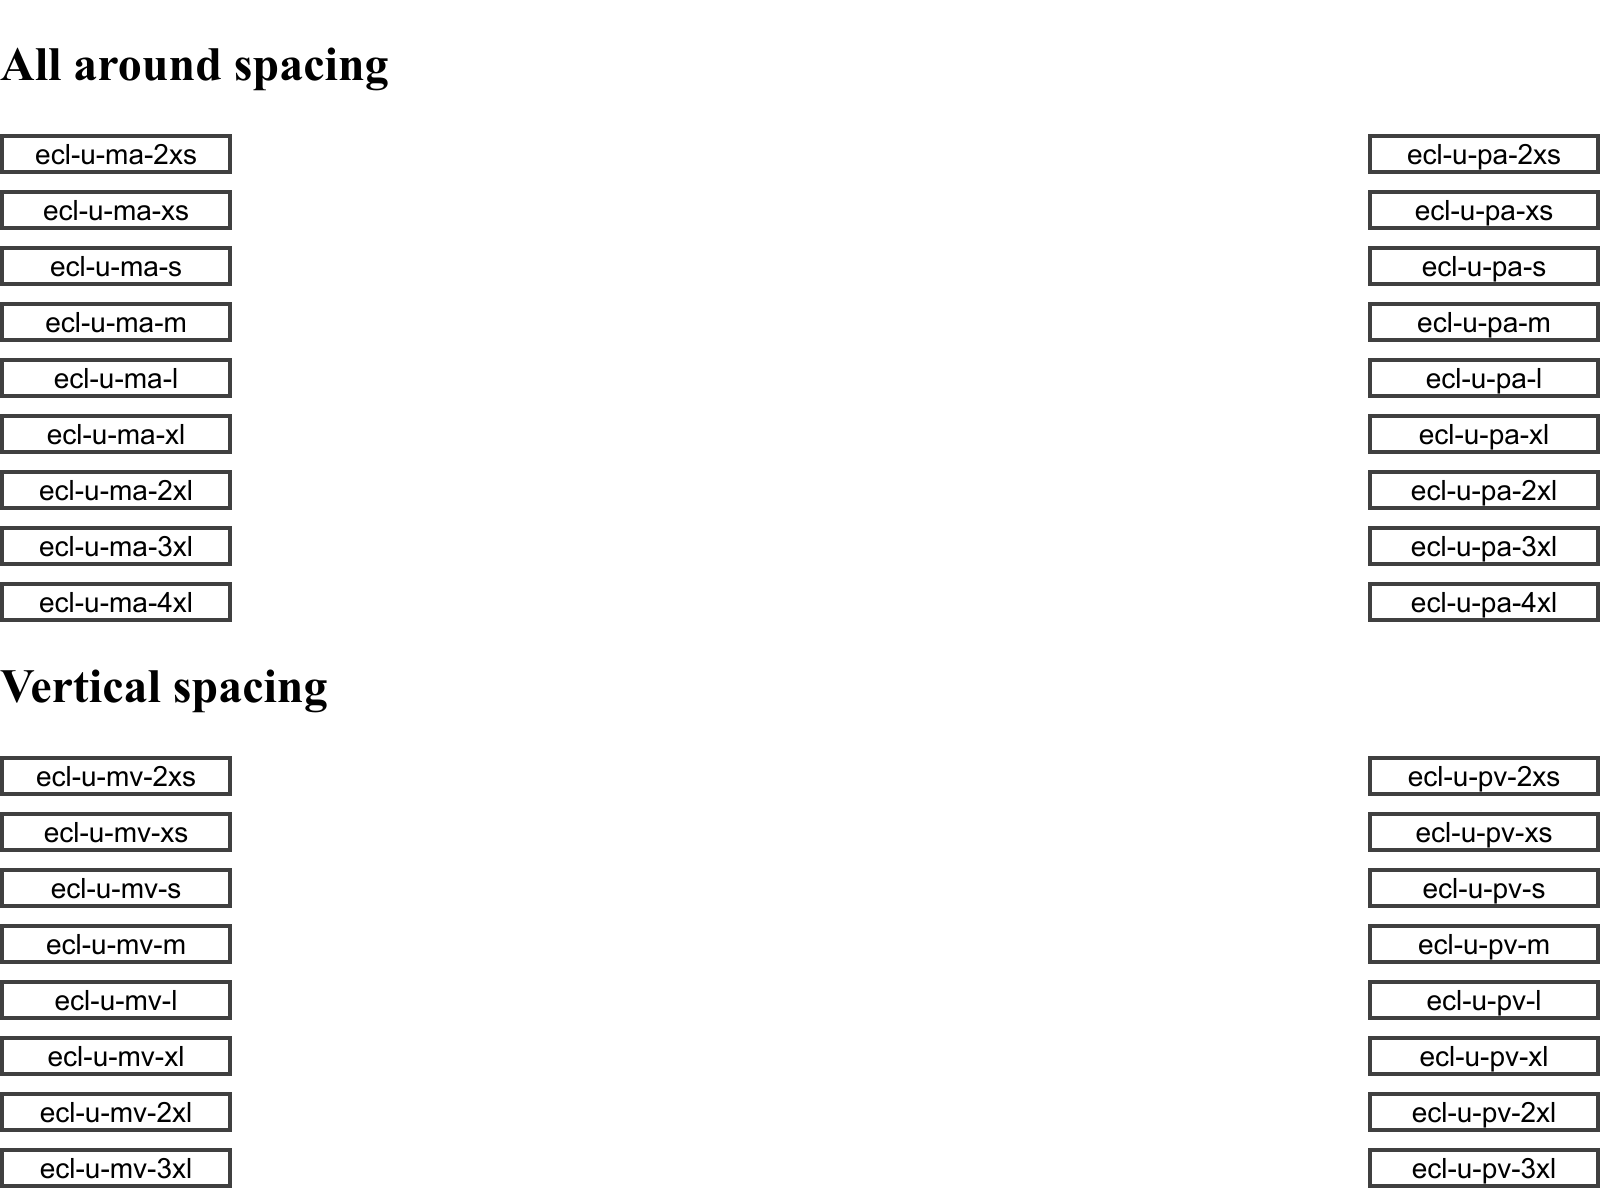 All around spacing
ecl-u-ma-2xs ecl-u-pa-2xs
ecl-u-ma-xs ecl-u-pa-xs
ecl-u-ma-s ecl-u-pa-s
ecl-u-ma-m ecl-u-pa-m
ecl-u-ma-l ecl-u-pa-l
ecl-u-ma-xl ecl-u-pa-xl
ecl-u-ma-2xl ecl-u-pa-2xl
ecl-u-ma-3xl ecl-u-pa-3xl
ecl-u-ma-4xl ecl-u-pa-4xl
Vertical spacing
ecl-u-mv-2xs ecl-u-pv-2xs
ecl-u-mv-xs ecl-u-pv-xs
ecl-u-mv-s ecl-u-pv-s
ecl-u-mv-m ecl-u-pv-m
ecl-u-mv-l ecl-u-pv-l
ecl-u-mv-xl ecl-u-pv-xl
ecl-u-mv-2xl ecl-u-pv-2xl
ecl-u-mv-3xl ecl-u-pv-3xl